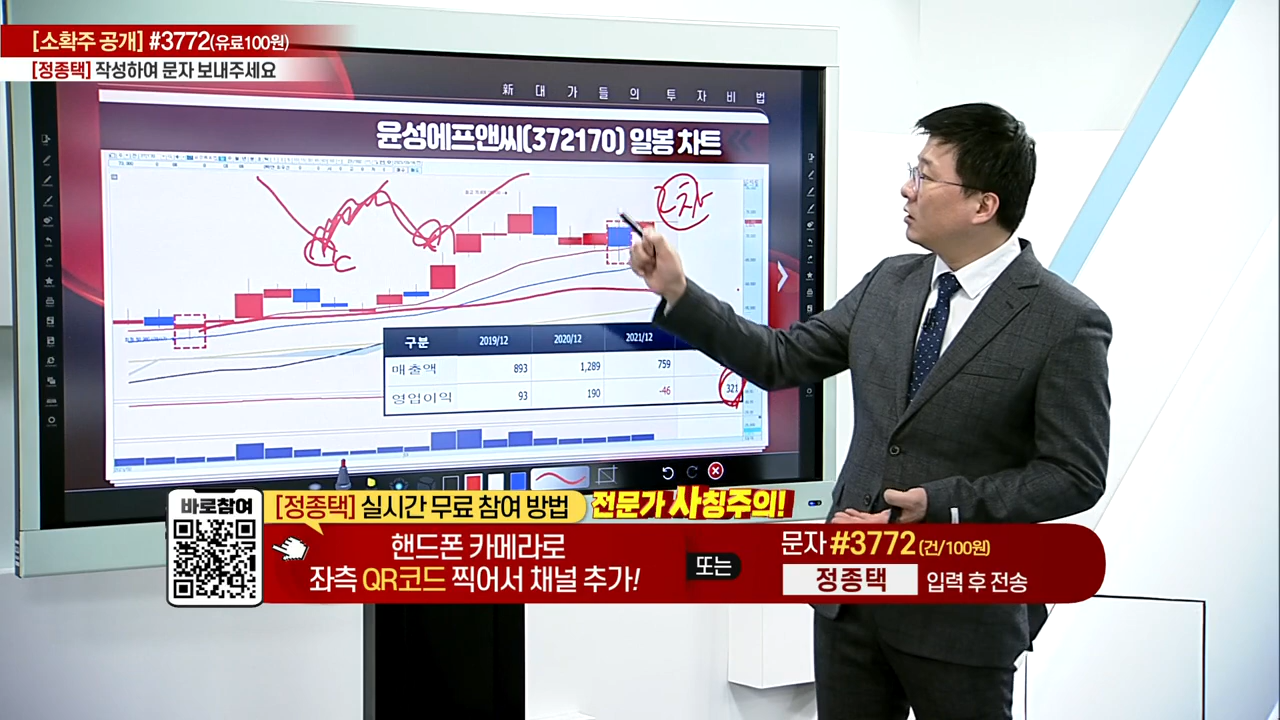 [소확주 공개] #3772(유료100원)
[정종택] 작성하여 문자 보내주세요
新 대가들의 투자비법
윤성에프앤씨(372170) 일봉 차트
2차
C
구분 2019/12 2020/12 2021/12
매출액 893 1,289 759
영업이익 93 190 -46 321
바로참여
[정종택] 실시간 무료 참여 방법
전문가 사칭주의!
핸드폰 카메라로
좌측 QR코드 찍어서 채널 추가!
또는
문자 #3772 (건/100원)
정종택 입력 후 전송